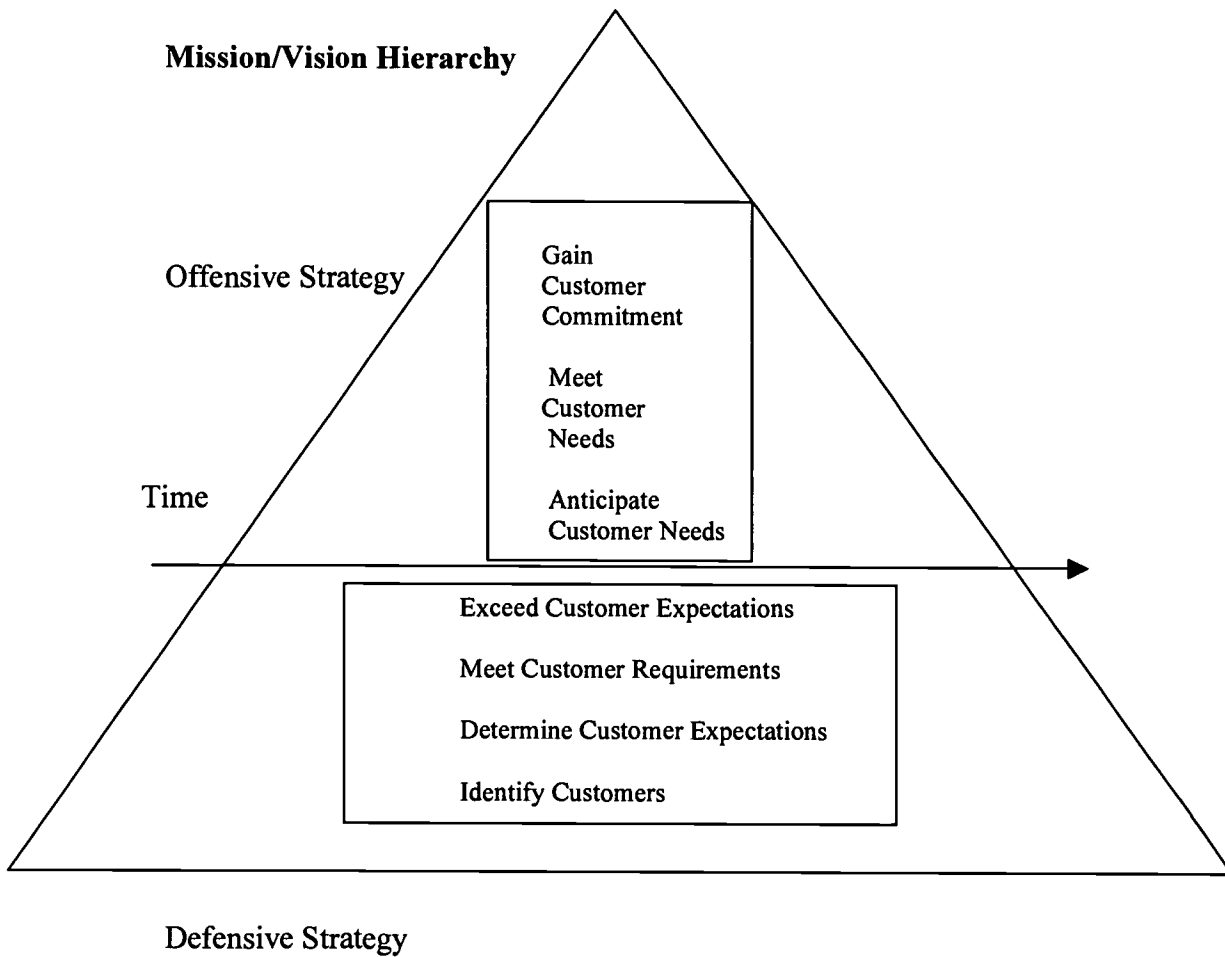 Mission/Vision Hierarchy
Offensive Strategy
Gain
Customer
Commitment
Meet
Customer
Needs
Time
Anticipate
Customer Needs
Exceed Customer Expectations
Meet Customer Requirements
Determine Customer Expectations
Identify Customers
Defensive Strategy